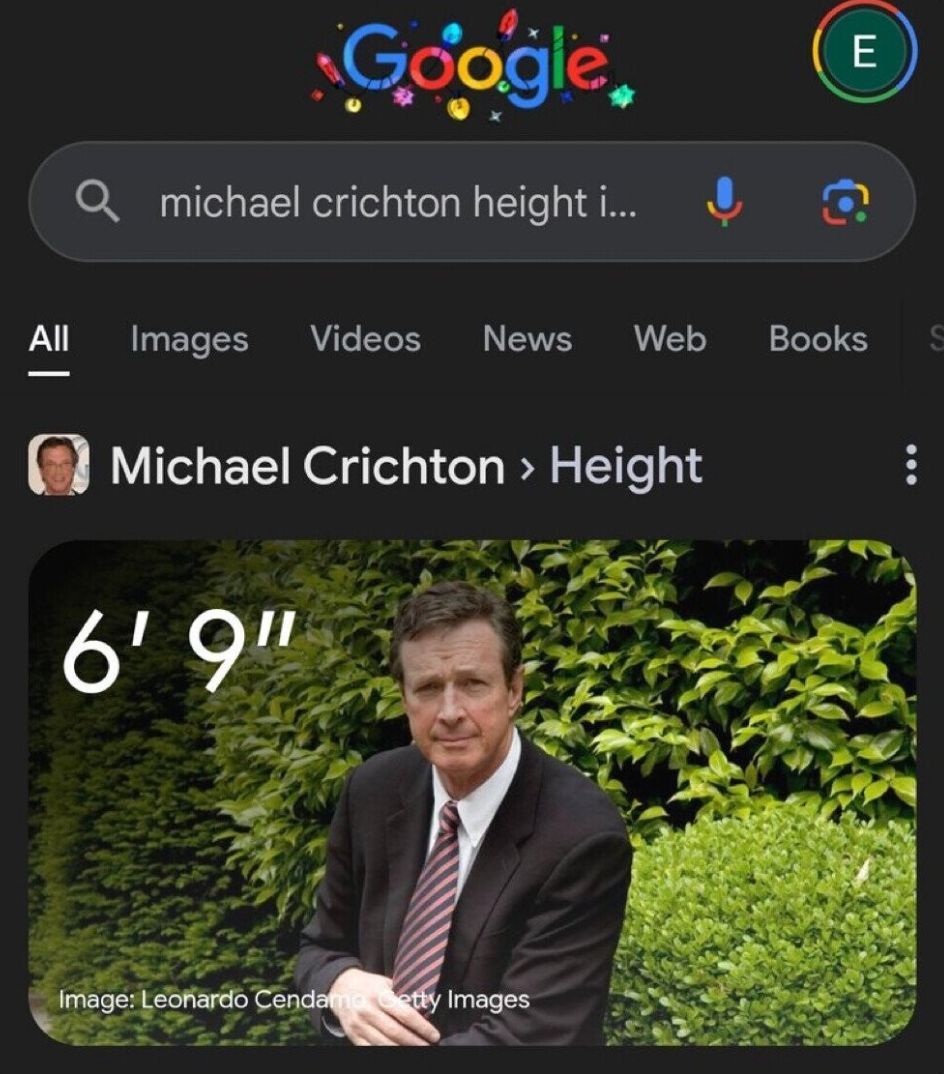 Google
E
michael crichton height i...
All Images Videos News Web Books
Michael Crichton › Height
6' 9"
Image: Leonardo Cendamo, Getty Images